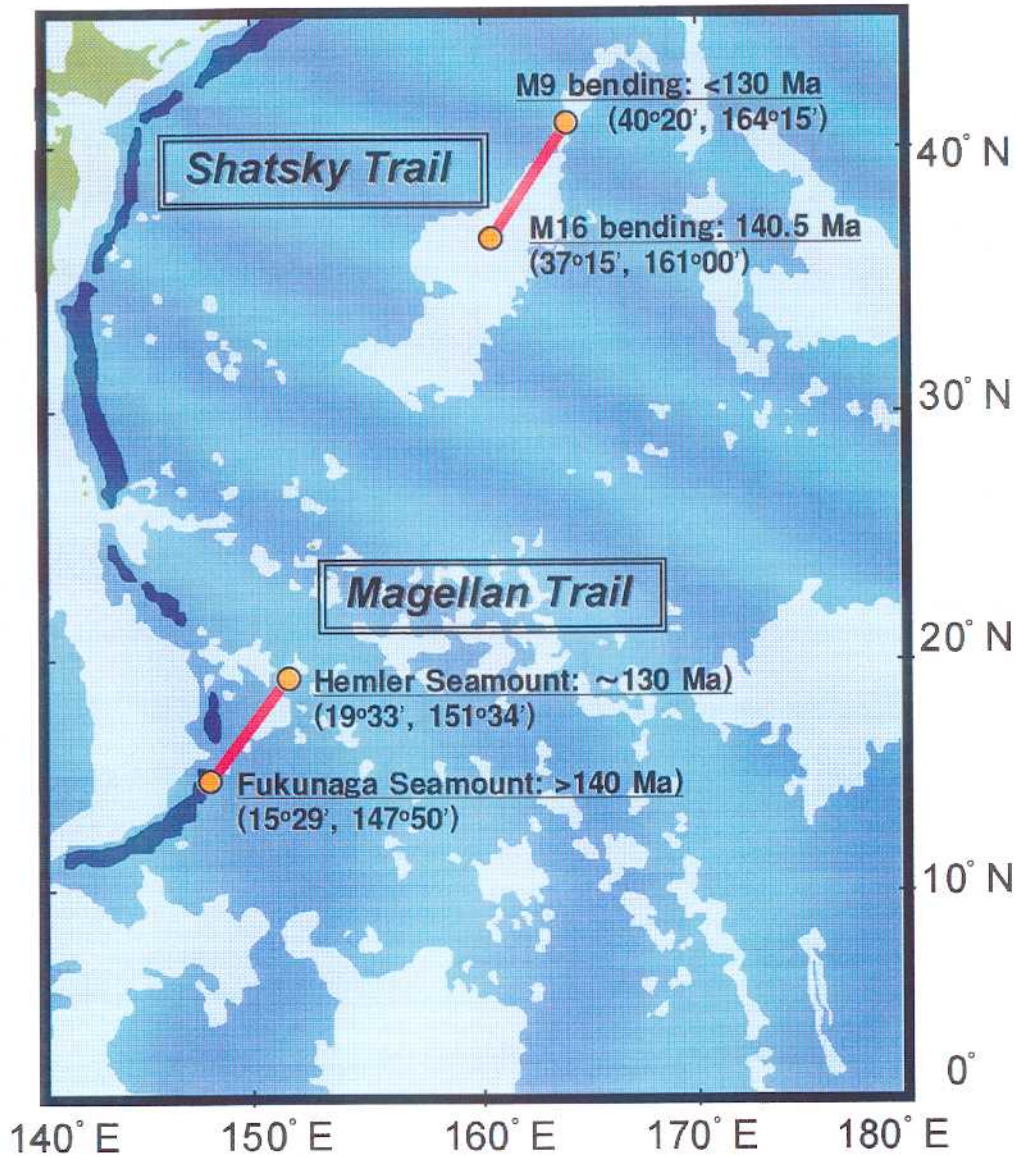 M9 bending: <130 Ma
(40°20', 164°15')
40° N
Shatsky Trail
M16 bending: 140.5 Ma
(37°15', 161°00')
30° N
Magellan Trail
20° N
Hemler Seamount: ~130 Ma)
(19°33', 151°34')
Fukunaga Seamount: >140 Ma)
(15°29', 147°50')
10° N
0°
140° E 150° E 160° E 170° E 180° E